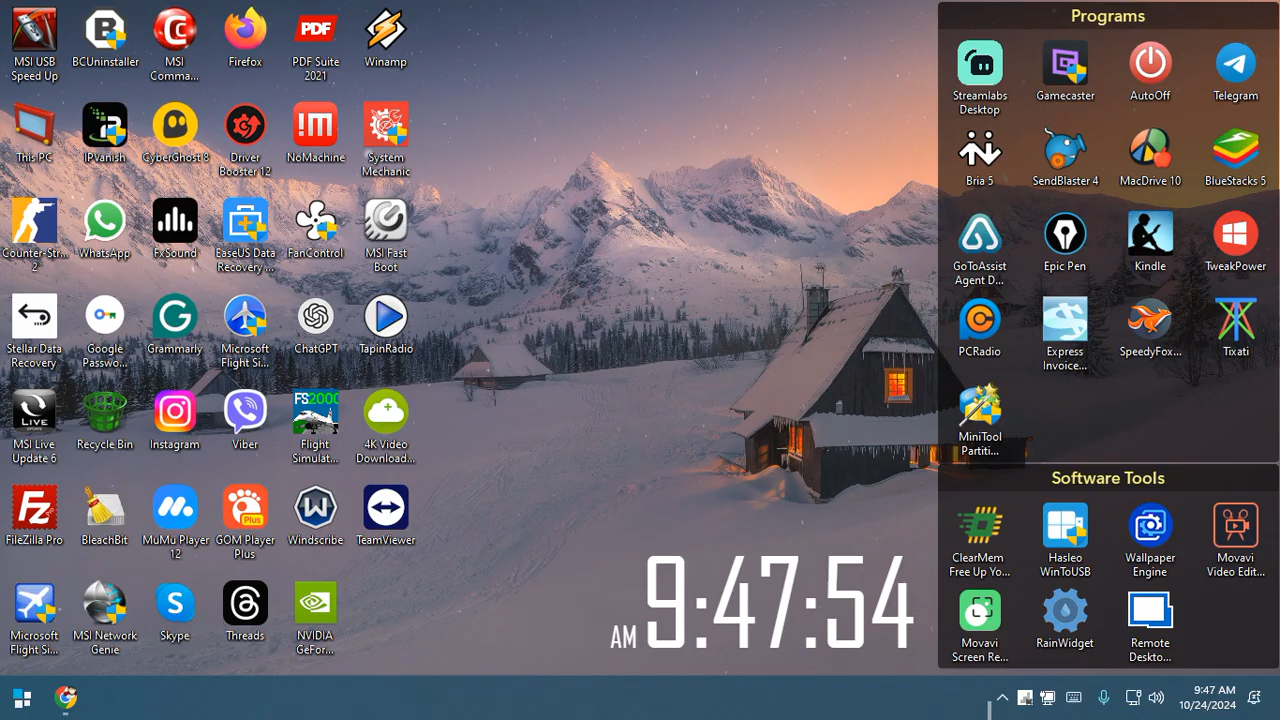 MSI USB Speed Up
BCUninstaller
MSI Comma...
Firefox
PDF
PDF Suite 2021
Winamp
This PC
IPVanish
CyberGhost 8
Driver Booster 12
!M
NoMachine
System Mechanic
Counter-Str... 2
WhatsApp
FxSound
EaseUS Data Recovery ...
FanControl
MSI Fast Boot
Stellar Data Recovery
Google Passwo...
Grammarly
Microsoft Flight Si...
ChatGPT
TapinRadio
LIVE
MSI Live Update 6
Recycle Bin
Instagram
Viber
FS2000
Flight Simulat...
4K Video Download...
Fz
FileZilla Pro
BleachBit
MuMu Player 12
Plus
GOM Player Plus
Windscribe
TeamViewer
Microsoft Flight Si...
MSI Network Genie
Skype
Threads
NVIDIA GeFor...
AM 9:47:54
Programs
Streamlabs Desktop
Gamecaster
AutoOff
Telegram
Bria 5
SendBlaster 4
MacDrive 10
BlueStacks 5
GoToAssist Agent D...
Epic Pen
Kindle
TweakPower
PCRadio
Express Invoice...
SpeedyFox...
Tixati
MiniTool Partiti...
Software Tools
ClearMem Free Up Yo...
Hasleo WinToUSB
Wallpaper Engine
Movavi Video Edit...
Movavi Screen Re...
RainWidget
Remote Deskto...
9:47 AM
10/24/2024